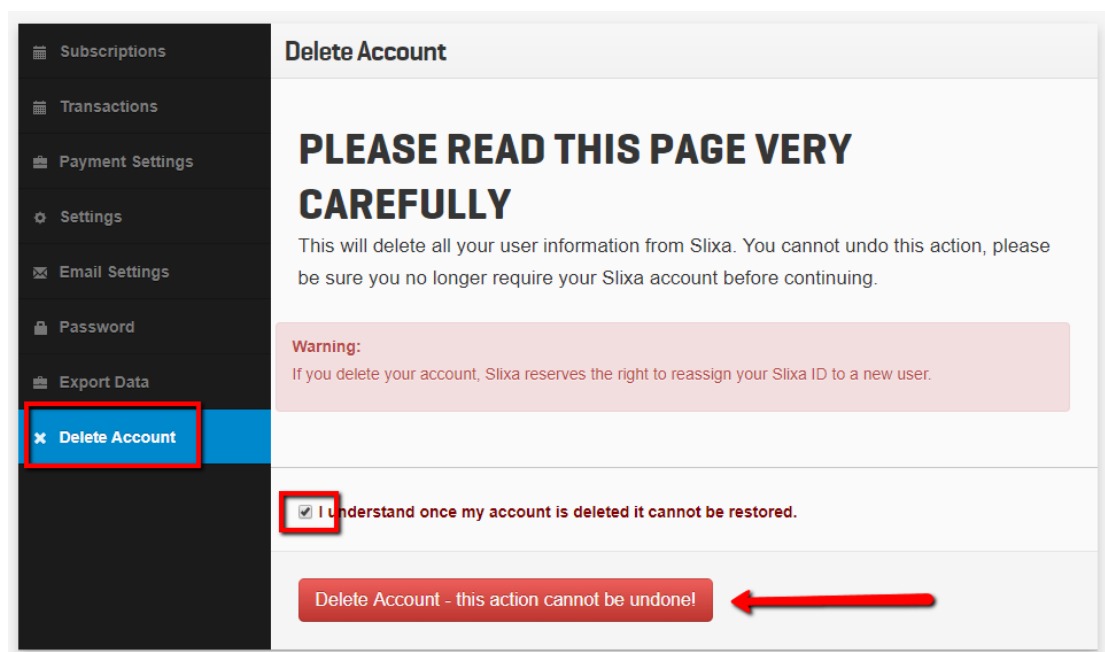 Subscriptions
Transactions
Payment Settings
Settings
Email Settings
Password
Export Data
Delete Account
Delete Account
PLEASE READ THIS PAGE VERY
CAREFULLY
This will delete all your user information from Slixa. You cannot undo this action, please
be sure you no longer require your Slixa account before continuing.
Warning:
If you delete your account, Slixa reserves the right to reassign your Slixa ID to a new user.
I understand once my account is deleted it cannot be restored.
Delete Account - this action cannot be undone!